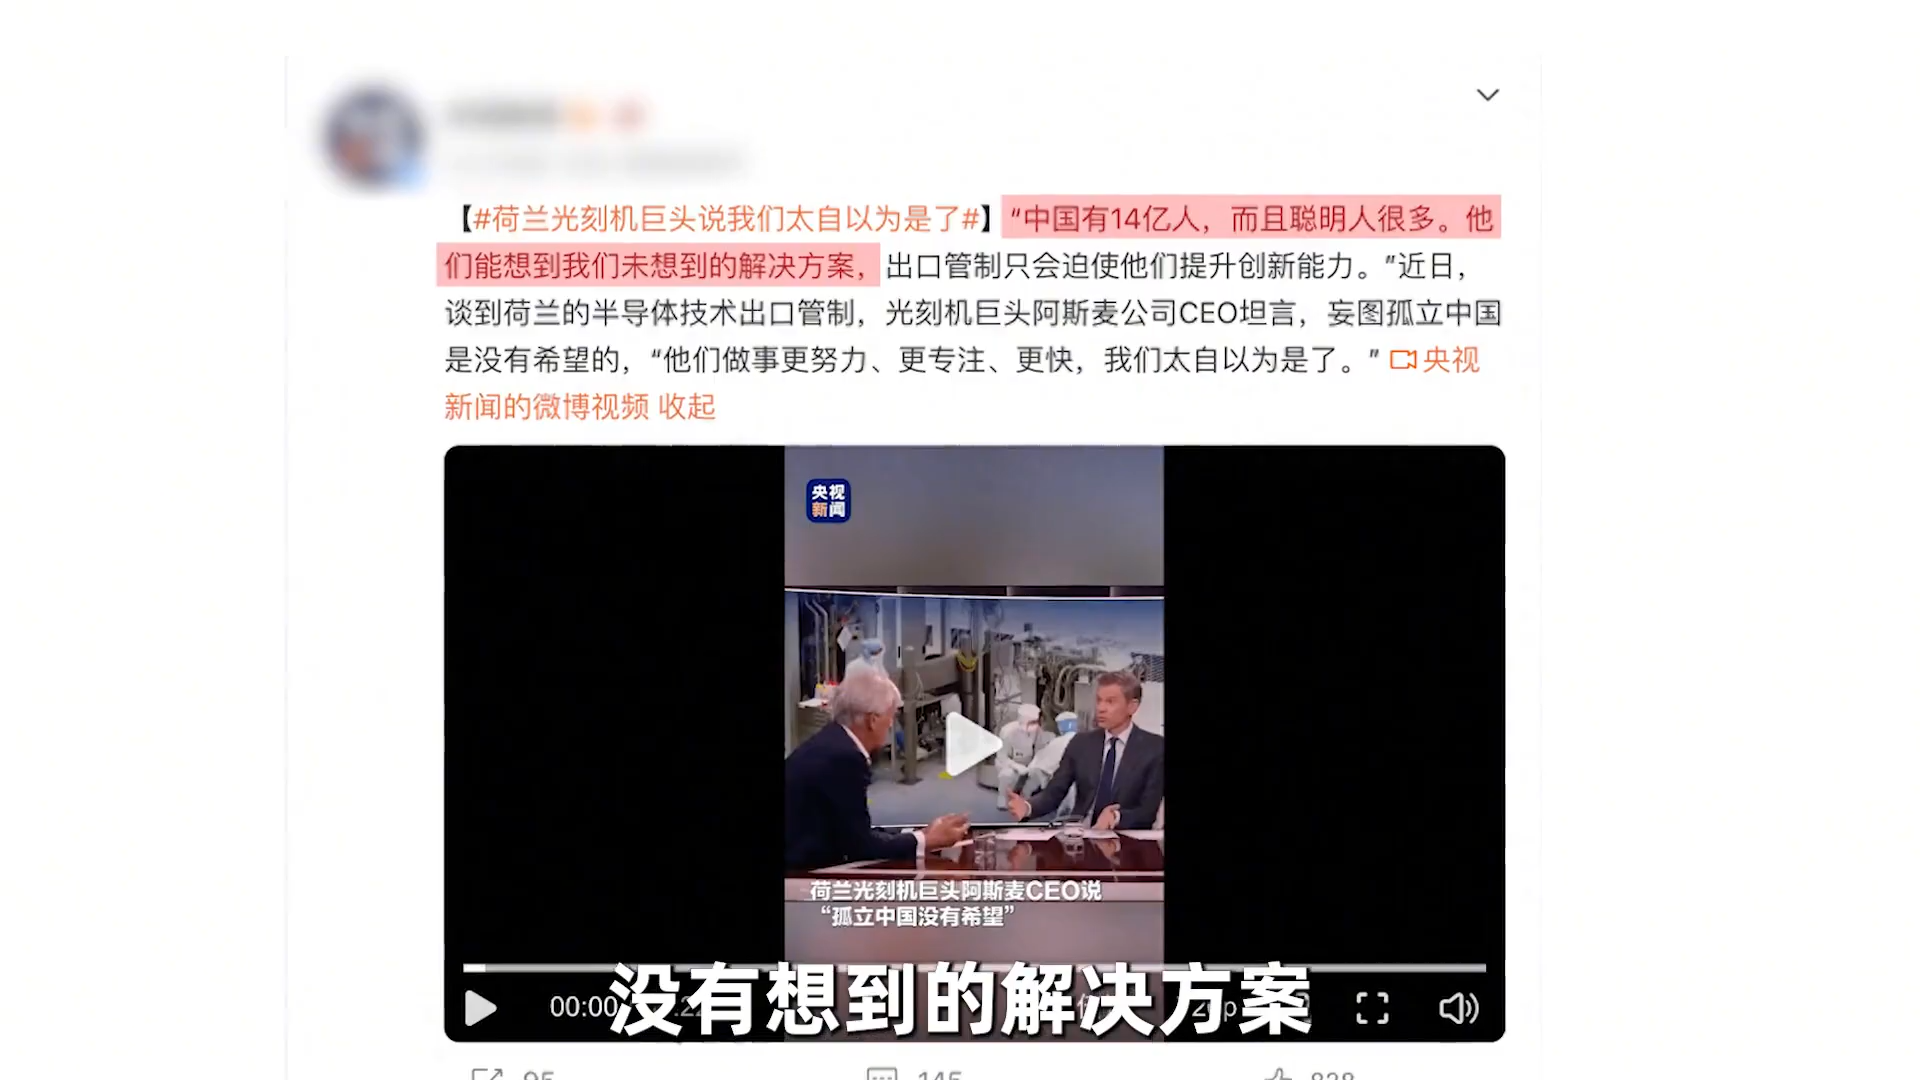 【#荷兰光刻机巨头说我们太自以为是了#】“中国有14亿人，而且聪明人很多。他
们能想到我们未想到的解决方案，出口管制只会迫使他们提升创新能力。”近日，
谈到荷兰的半导体技术出口管制，光刻机巨头阿斯麦公司CEO坦言，妄图孤立中国
是没有希望的，“他们做事更努力、更专注、更快，我们太自以为是了。” 央视
新闻的微博视频 收起
央视
新闻
荷兰光刻机巨头阿斯麦CEO说
“孤立中国没有希望”
00:00
没有想到的解决方案
95 145 838